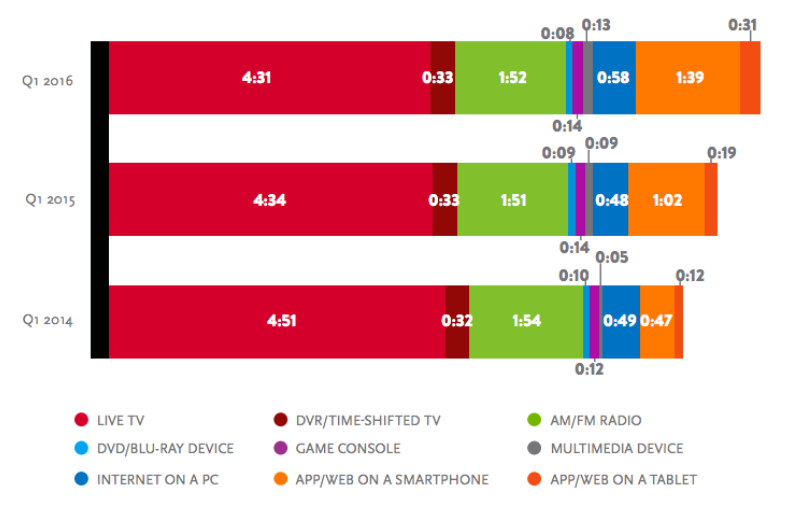 0:08 0:13 0:31
Q1 2016 4:31 0:33 1:52 0:58 1:39
0:14
0:09 0:09 0:19
Q1 2015 4:34 0:33 1:51 0:48 1:02
0:14
0:10 0:05 0:12
Q1 2014 4:51 0:32 1:54 0:49 0:47
0:12
LIVE TV DVR/TIME-SHIFTED TV AM/FM RADIO
DVD/BLU-RAY DEVICE GAME CONSOLE MULTIMEDIA DEVICE
INTERNET ON A PC APP/WEB ON A SMARTPHONE APP/WEB ON A TABLET